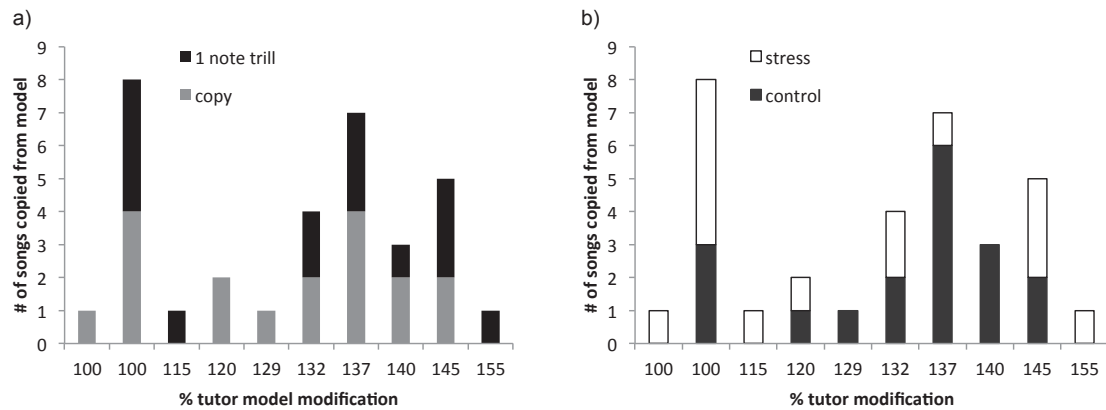 a)
1 note trill
copy
# of songs copied from model
9
8
7
6
5
4
3
2
1
0
100 100 115 120 129 132 137 140 145 155
% tutor model modification
b)
stress
control
# of songs copied from model
9
8
7
6
5
4
3
2
1
0
100 100 115 120 129 132 137 140 145 155
% tutor modification